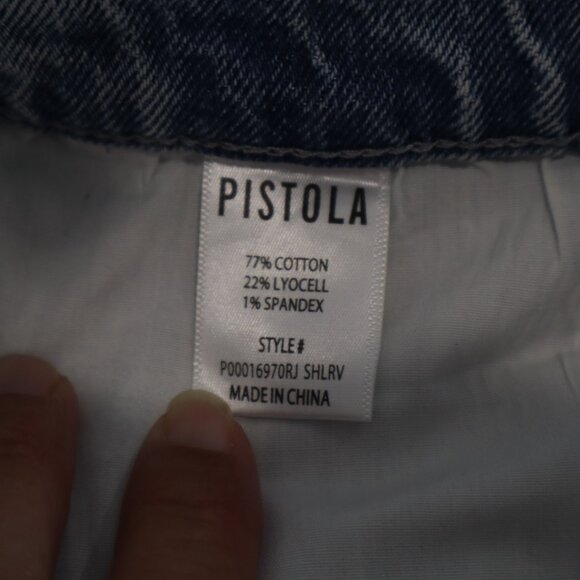 PISTOLA
77% COTTON
22% LYOCELL
1% SPANDEX
STYLE#
P00016970RJ SHLRV
MADE IN CHINA